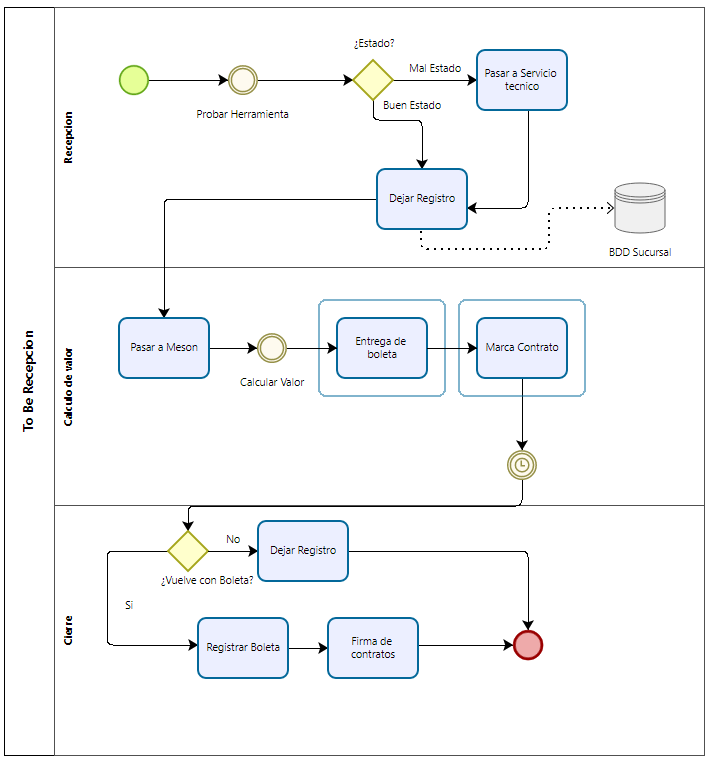 To Be Recepcion
Recepcion
¿Estado?
Mal Estado
Pasar a Servicio
tecnico
Probar Herramienta
Buen Estado
Dejar Registro
BDD Sucursal
Calculo de valor
Pasar a Meson
Calcular Valor
Entrega de
boleta
Marca Contrato
Cierre
No
Dejar Registro
¿Vuelve con Boleta?
Si
Registrar Boleta
Firma de
contratos